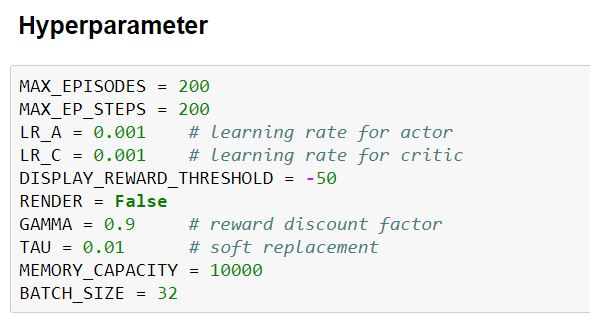 Hyperparameter
MAX_EPISODES = 200
MAX_EP_STEPS = 200
LR_A = 0.001    # learning rate for actor
LR_C = 0.001    # learning rate for critic
DISPLAY_REWARD_THRESHOLD = -50
RENDER = False
GAMMA = 0.9     # reward discount factor
TAU = 0.01      # soft replacement
MEMORY_CAPACITY = 10000
BATCH_SIZE = 32